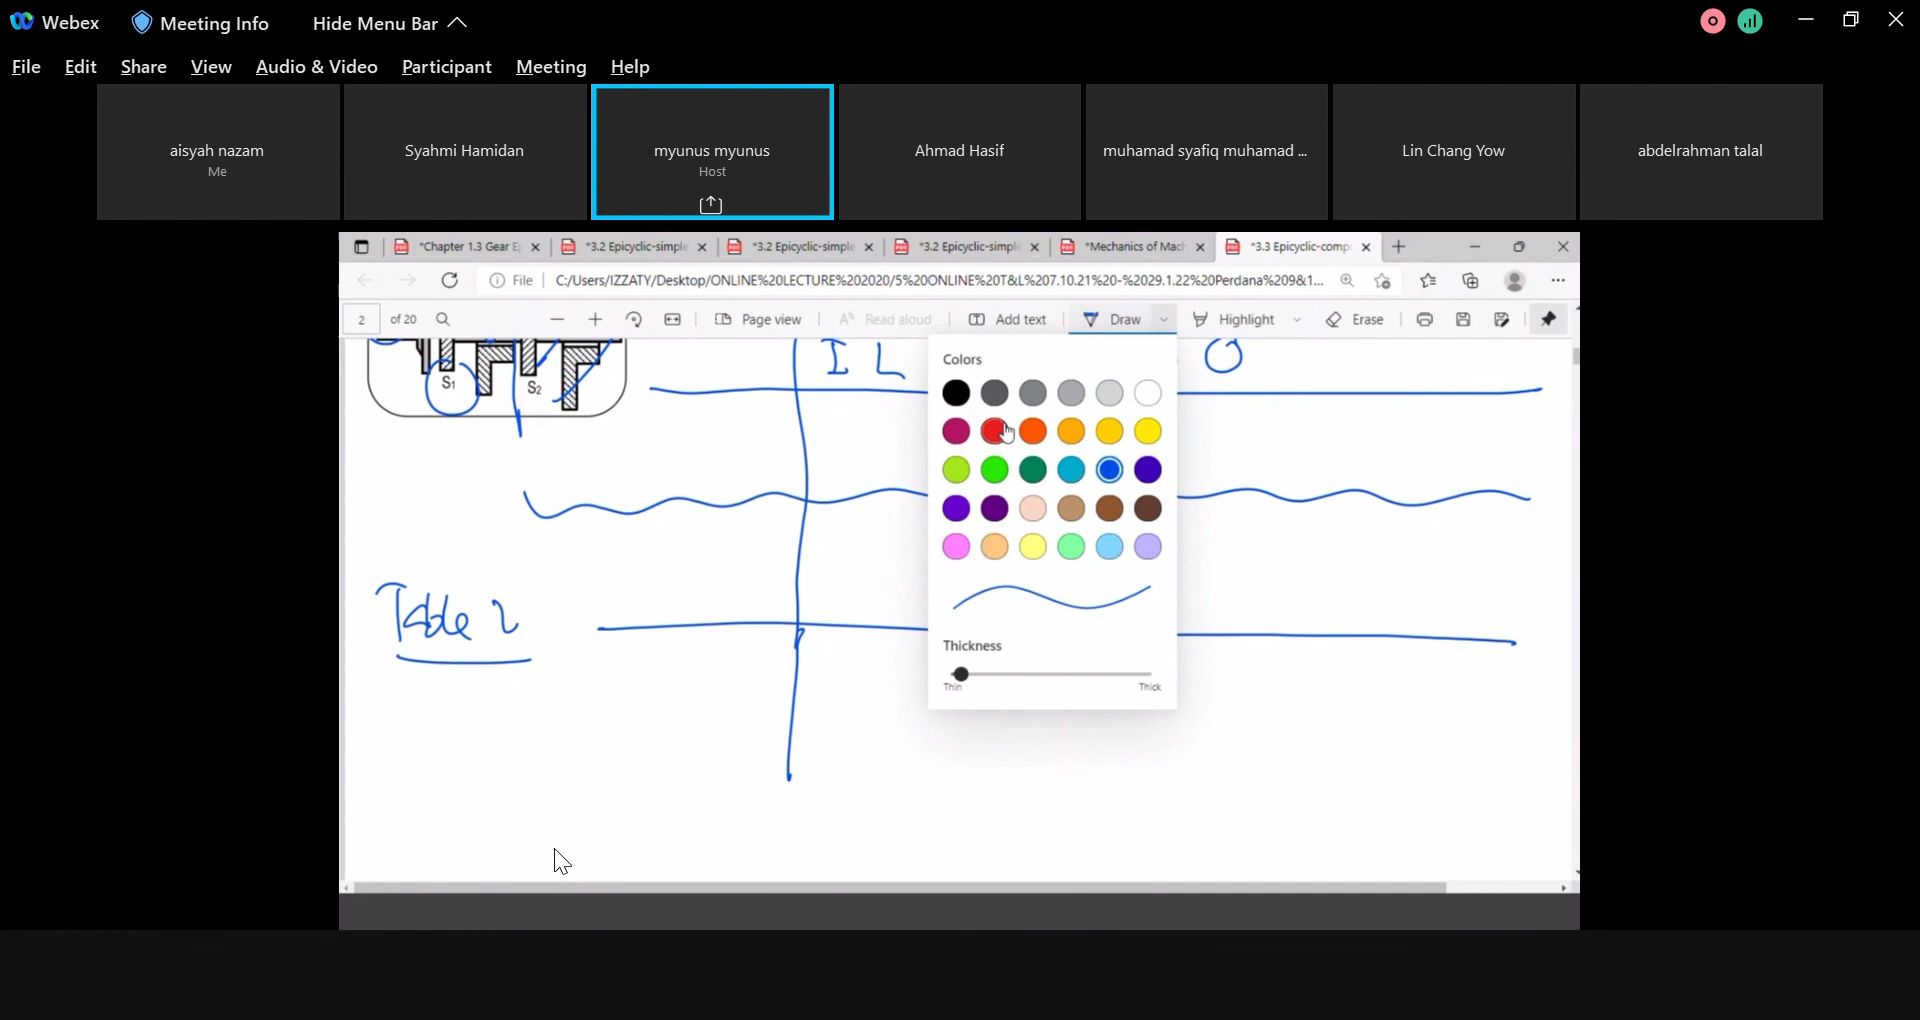 Webex Meeting Info Hide Menu Bar
File Edit Share View Audio & Video Participant Meeting Help
aisyah nazam
Me
Syahmi Hamidan
myunus myunus
Host
Ahmad Hasif
muhamad syafiq muhamad ...
Lin Chang Yow
abdelrahman talal
*Chapter 1.3 Gear E
*3.2 Epicyclic-simple
*3.2 Epicyclic-simple
*3.2 Epicyclic-simple
*Mechanics of Mach
*3.3 Epicyclic-comp
File C:/Users/IZZATY/Desktop/ONLINE%20LECTURE%202020/5%20ONLINE%20T&L%207.10.21%20-%2029.1.22%20Perdana%209&1...
2 of 20 Page view Read aloud Add text Draw Highlight Erase
S1
S2
I L
O
Colors
Table 2
Thickness
Thin
Thick